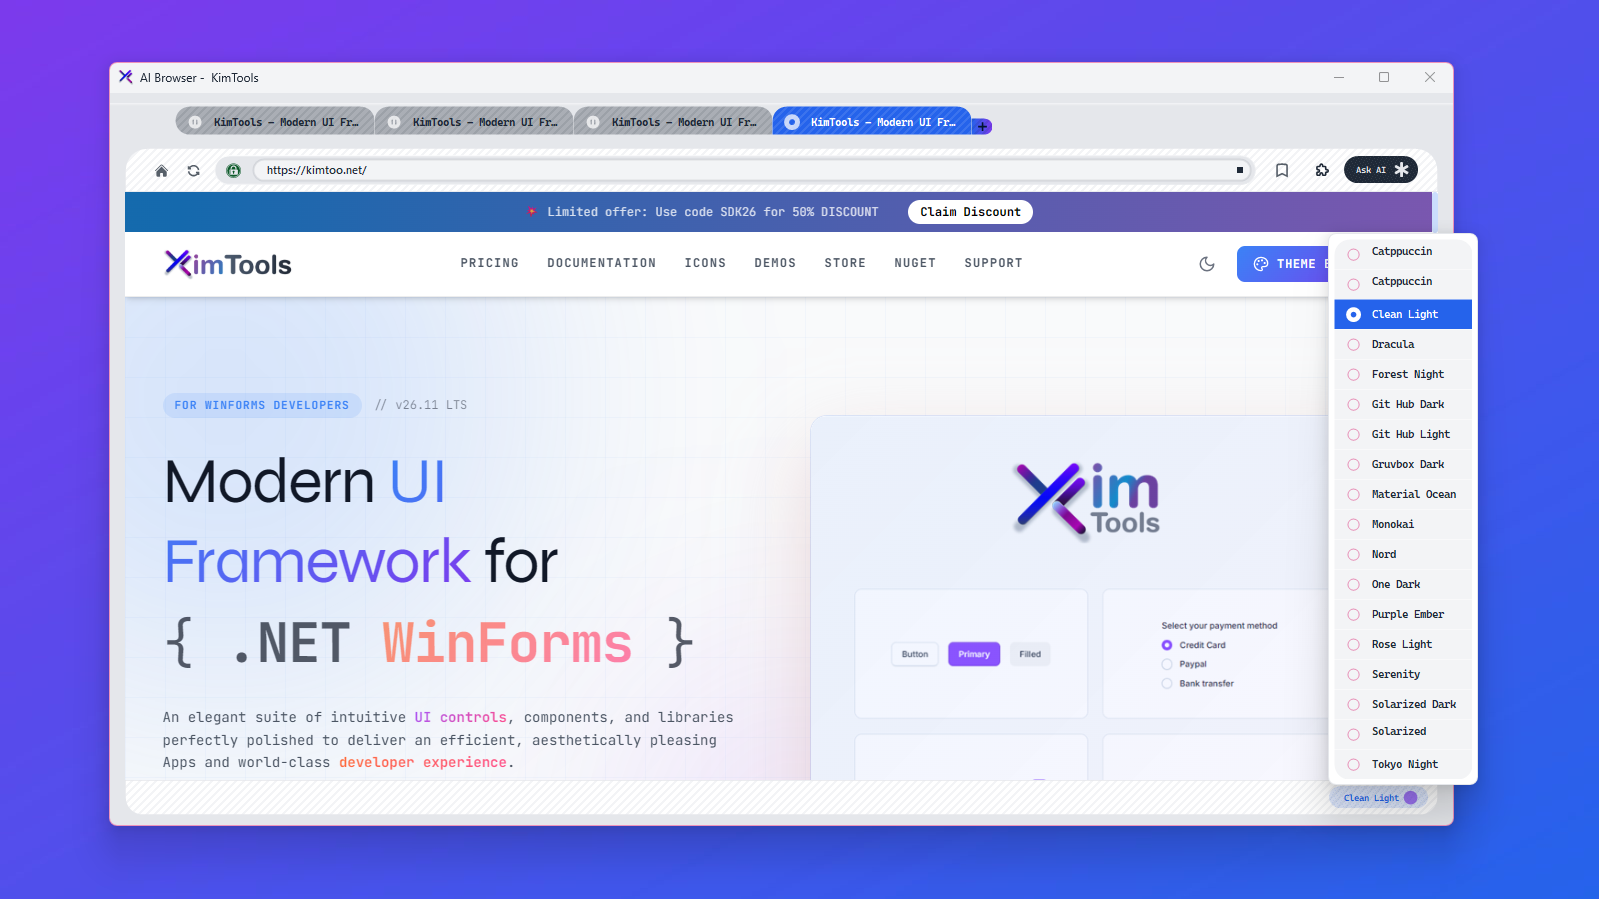 AI Browser - KimTools
KimTools – Modern UI Fr…
KimTools – Modern UI Fr…
KimTools – Modern UI Fr…
KimTools – Modern UI Fr…
+
https://kimtoo.net/
Ask AI
Limited offer: Use code SDK26 for 50% DISCOUNT
Claim Discount
KimTools
PRICING
DOCUMENTATION
ICONS
DEMOS
STORE
NUGET
SUPPORT
THEME
FOR WINFORMS DEVELOPERS
// v26.11 LTS
Modern UI
Framework for
{ .NET WinForms }
An elegant suite of intuitive UI controls, components, and libraries
perfectly polished to deliver an efficient, aesthetically pleasing
Apps and world-class developer experience.
Kim
Tools
Button
Primary
Filled
Select your payment method
Credit Card
Paypal
Bank transfer
Catppuccin
Catppuccin
Clean Light
Dracula
Forest Night
Git Hub Dark
Git Hub Light
Gruvbox Dark
Material Ocean
Monokai
Nord
One Dark
Purple Ember
Rose Light
Serenity
Solarized Dark
Solarized
Tokyo Night
Clean Light